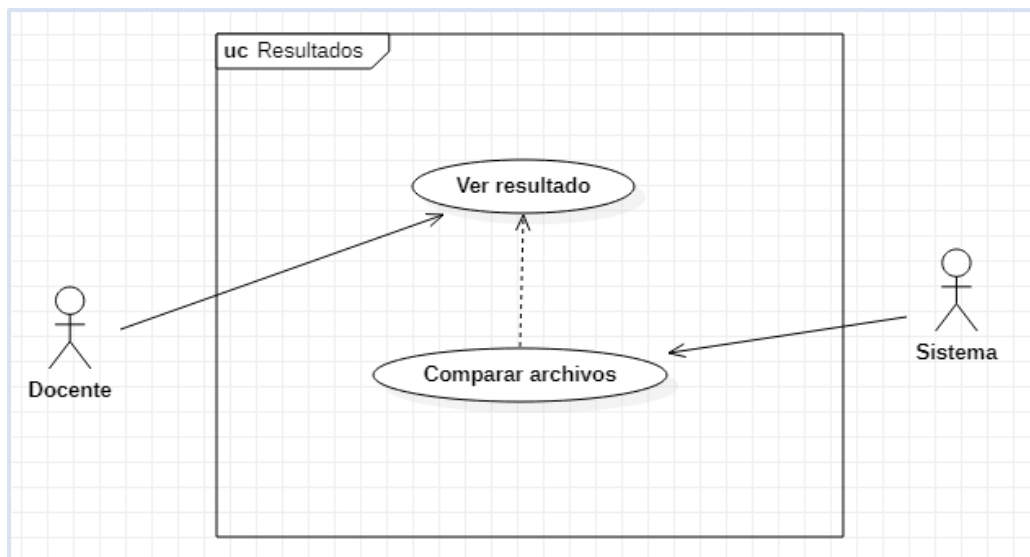 uc Resultados
Ver resultado
Comparar archivos
Docente
Sistema